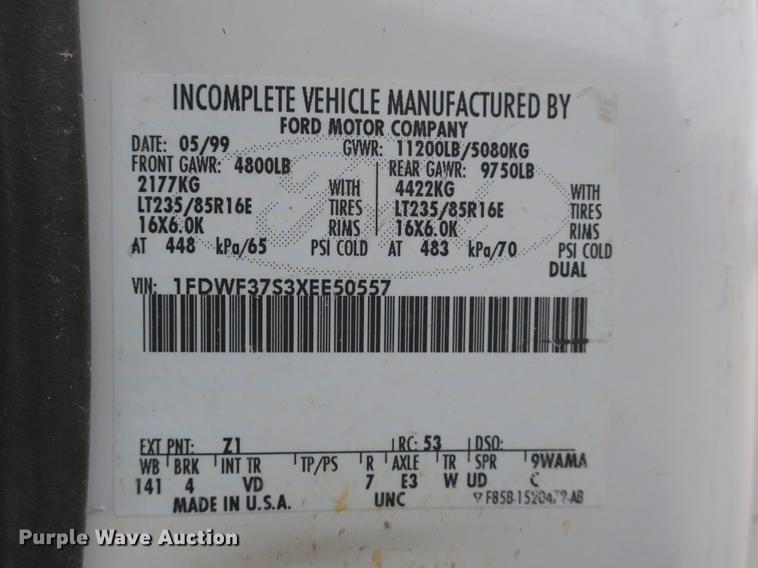 INCOMPLETE VEHICLE MANUFACTURED BY
FORD MOTOR COMPANY
DATE: 05/99 GVWR: 11200LB/5080KG
FRONT GAWR: 4800LB REAR GAWR: 9750LB
2177KG WITH 4422KG WITH
LT235/85R16E TIRES LT235/85R16E TIRES
16X6.0K RIMS 16X6.0K RIMS
AT 448 kPa/65 PSI COLD AT 483 kPa/70 PSI COLD
DUAL
VIN: 1FDWF37S3XEE50557
EXT PNT: Z1 RC: 53 DSO:
WB BRK INT TR TP/PS R AXLE TR SPR 9WAMA
141 4 VD 7 E3 W UD C
MADE IN U.S.A. UNC
Purple Wave Auction